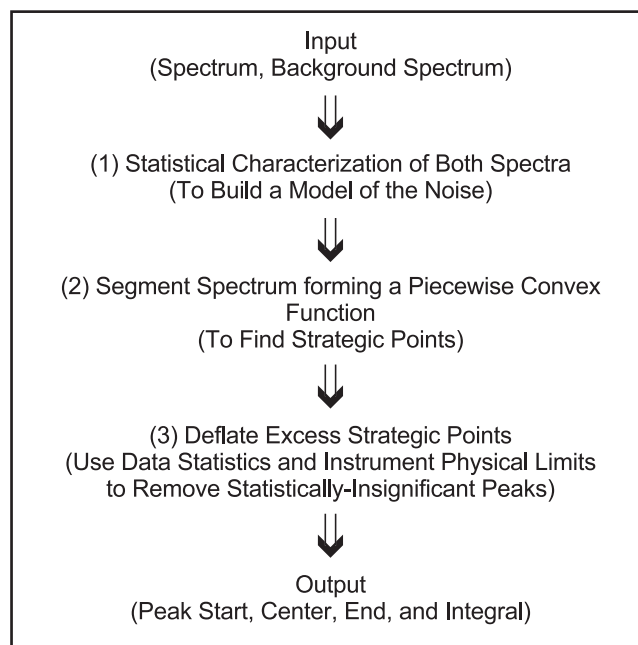 Input
(Spectrum, Background Spectrum)
(1) Statistical Characterization of Both Spectra
(To Build a Model of the Noise)
(2) Segment Spectrum forming a Piecewise Convex
Function
(To Find Strategic Points)
(3) Deflate Excess Strategic Points
(Use Data Statistics and Instrument Physical Limits
to Remove Statistically-Insignificant Peaks)
Output
(Peak Start, Center, End, and Integral)